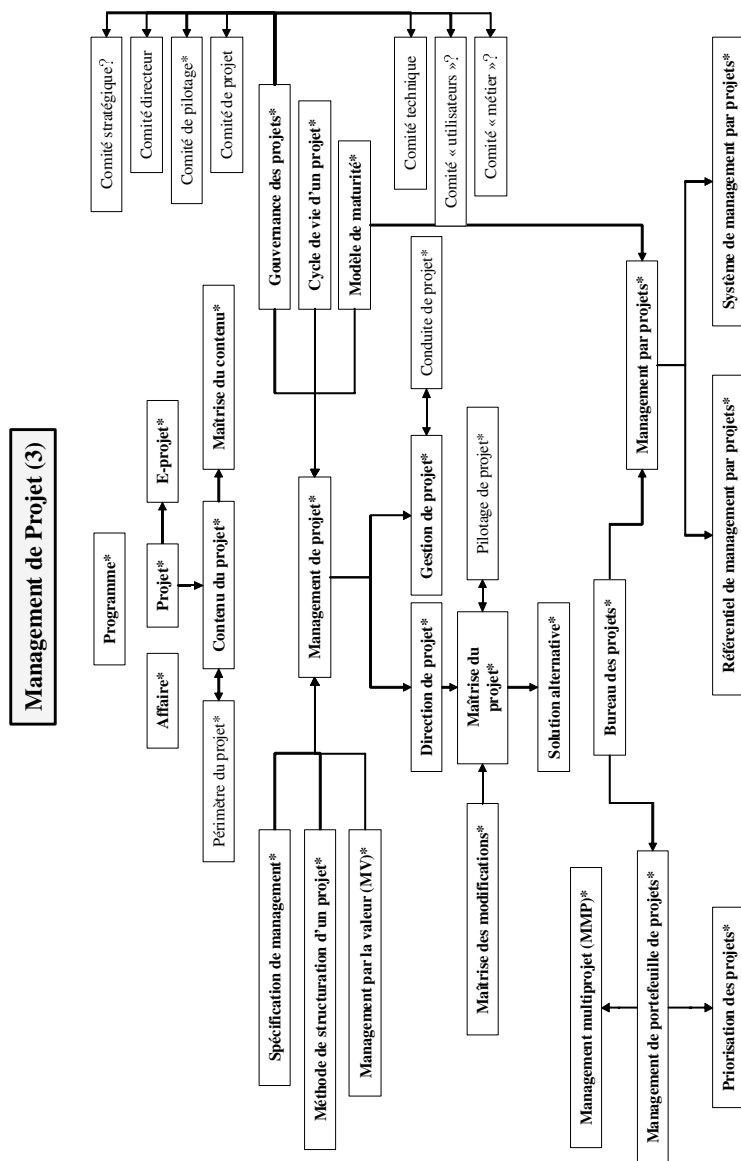 Management de Projet (3)
Programme*
Affaire*
Projet*
E-projet*
Périmètre du projet*
Contenu du projet*
Maîtrise du contenu*
Comité stratégique?
Comité directeur
Comité de pilotage*
Comité de projet
Spécification de management*
Méthode de structuration d’un projet*
Management par la valeur (MV)*
Management de projet*
Gouvernance des projets*
Cycle de vie d’un projet*
Modèle de maturité*
Comité technique
Comité « utilisateurs »?
Comité « métier »?
Direction de projet*
Gestion de projet*
Conduite de projet*
Maîtrise des modifications*
Maîtrise du
projet*
Pilotage de projet*
Solution alternative*
Bureau des projets*
Management multiprojet (MMP)*
Management de portefeuille de projets*
Priorisation des projets*
Management par projets*
Référentiel de management par projets*
Système de management par projets*